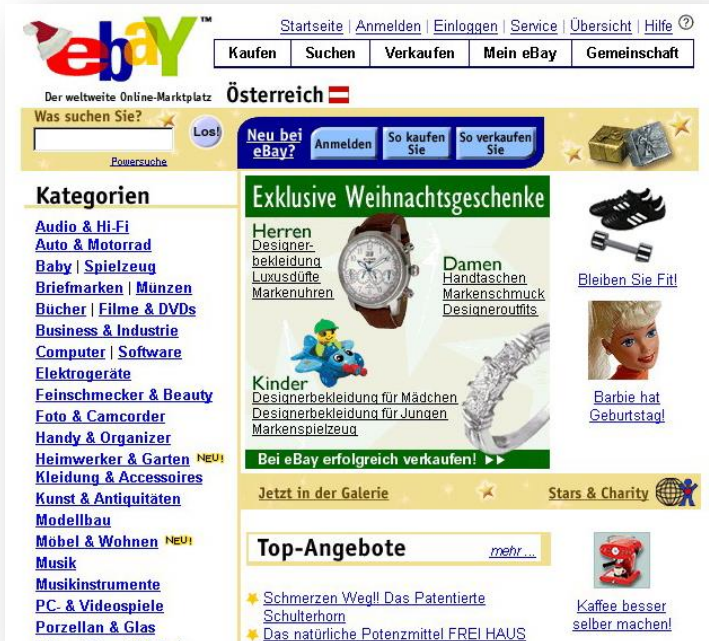 ebaY™
Startseite | Anmelden | Einloggen | Service | Übersicht | Hilfe ?
Kaufen Suchen Verkaufen Mein eBay Gemeinschaft
Der weltweite Online-Marktplatz Österreich
Was suchen Sie?
Los!
Powersuche
Neu bei eBay?
Anmelden
So kaufen Sie
So verkaufen Sie
Kategorien
Audio & Hi-Fi
Auto & Motorrad
Baby | Spielzeug
Briefmarken | Münzen
Bücher | Filme & DVDs
Business & Industrie
Computer | Software
Elektrogeräte
Feinschmecker & Beauty
Foto & Camcorder
Handy & Organizer
Heimwerker & Garten NEU!
Kleidung & Accessoires
Kunst & Antiquitäten
Modellbau
Möbel & Wohnen NEU!
Musik
Musikinstrumente
PC- & Videospiele
Porzellan & Glas
Exklusive Weihnachtsgeschenke
Herren
Designer-
bekleidung
Luxusdüfte
Markenuhren
Damen
Handtaschen
Markenschmuck
Designeroutfits
Kinder
Designerbekleidung für Mädchen
Designerbekleidung für Jungen
Markenspielzeug
Bei eBay erfolgreich verkaufen!
Jetzt in der Galerie
Stars & Charity
Top-Angebote
mehr ...
Schmerzen Weg!! Das Patentierte
Schulterhorn
Das natürliche Potenzmittel FREI HAUS
Bleiben Sie Fit!
Barbie hat
Geburtstag!
Kaffee besser
selber machen!